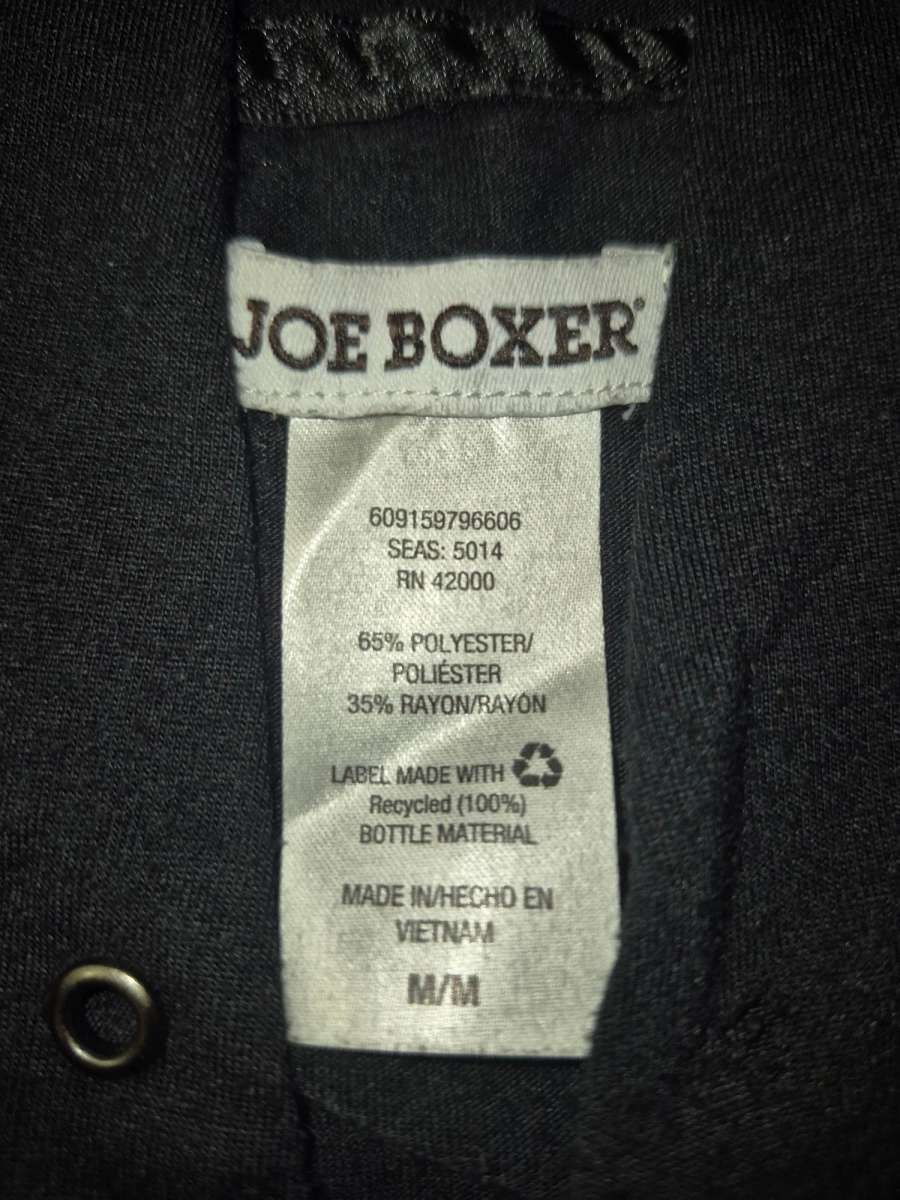 JOE BOXER®
609159796606
SEAS: 5014
RN 42000
65% POLYESTER/
POLIÉSTER
35% RAYON/RAYÓN
LABEL MADE WITH
Recycled (100%)
BOTTLE MATERIAL
MADE IN/HECHO EN
VIETNAM
M/M